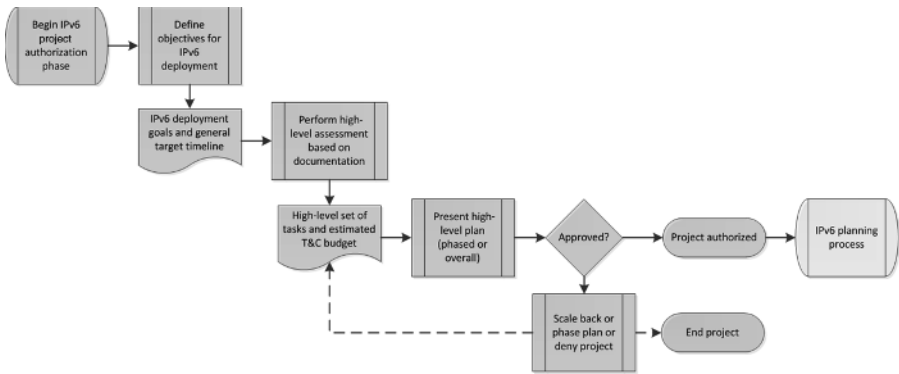 Begin IPv6
project
authorization
phase
Define
objectives for
IPv6
deployment
IPv6 deployment
goals and general
target timeline
Perform high-
level assessment
based on
documentation
High-level set of
tasks and estimated
T&C budget
Present high-
level plan
(phased or
overall)
Approved?
Project authorized
IPv6 planning
process
Scale back or
phase plan or
deny project
End project